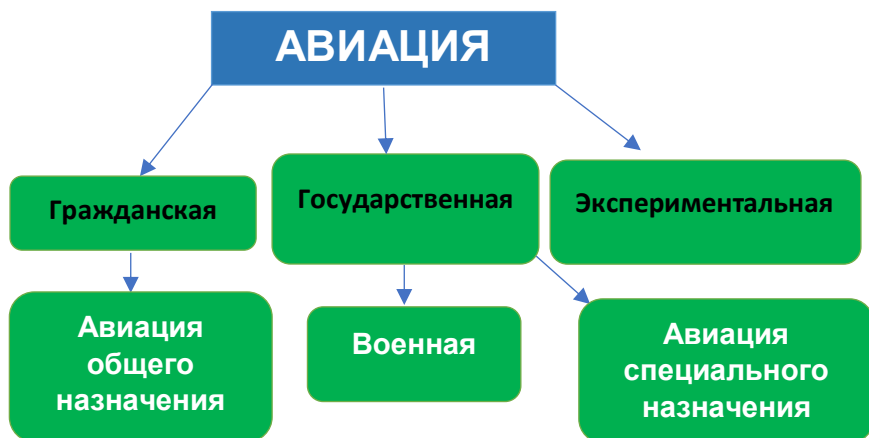 АВИАЦИЯ
Гражданская
Государственная
Экспериментальная
Авиация
общего
назначения
Военная
Авиация
специального
назначения